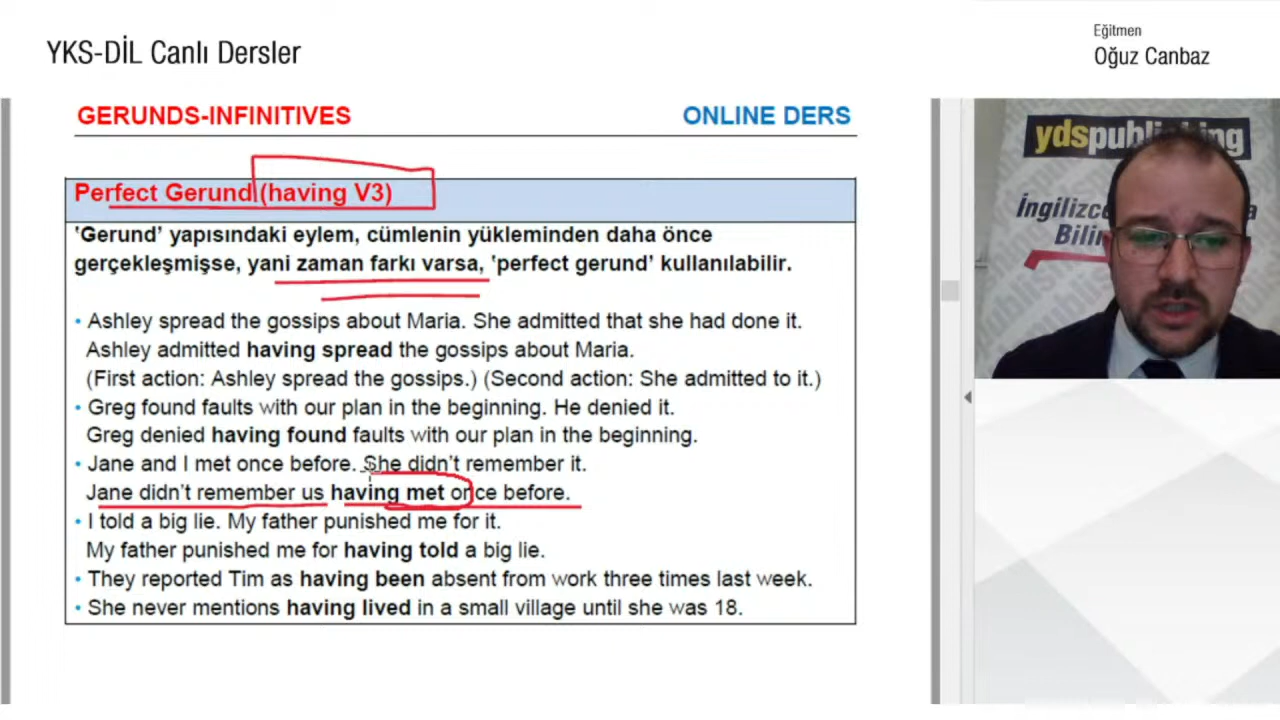 YKS-DİL Canlı Dersler
Eğitmen
Oğuz Canbaz
GERUNDS-INFINITIVES
ONLINE DERS
Perfect Gerund (having V3)
‘Gerund’ yapısındaki eylem, cümlenin yükleminden daha önce
gerçekleşmişse, yani zaman farkı varsa, ‘perfect gerund’ kullanılabilir.
• Ashley spread the gossips about Maria. She admitted that she had done it.
Ashley admitted having spread the gossips about Maria.
(First action: Ashley spread the gossips.) (Second action: She admitted to it.)
• Greg found faults with our plan in the beginning. He denied it.
Greg denied having found faults with our plan in the beginning.
• Jane and I met once before. She didn’t remember it.
Jane didn’t remember us having met once before.
• I told a big lie. My father punished me for it.
My father punished me for having told a big lie.
• They reported Tim as having been absent from work three times last week.
• She never mentions having lived in a small village until she was 18.
ydspublishing